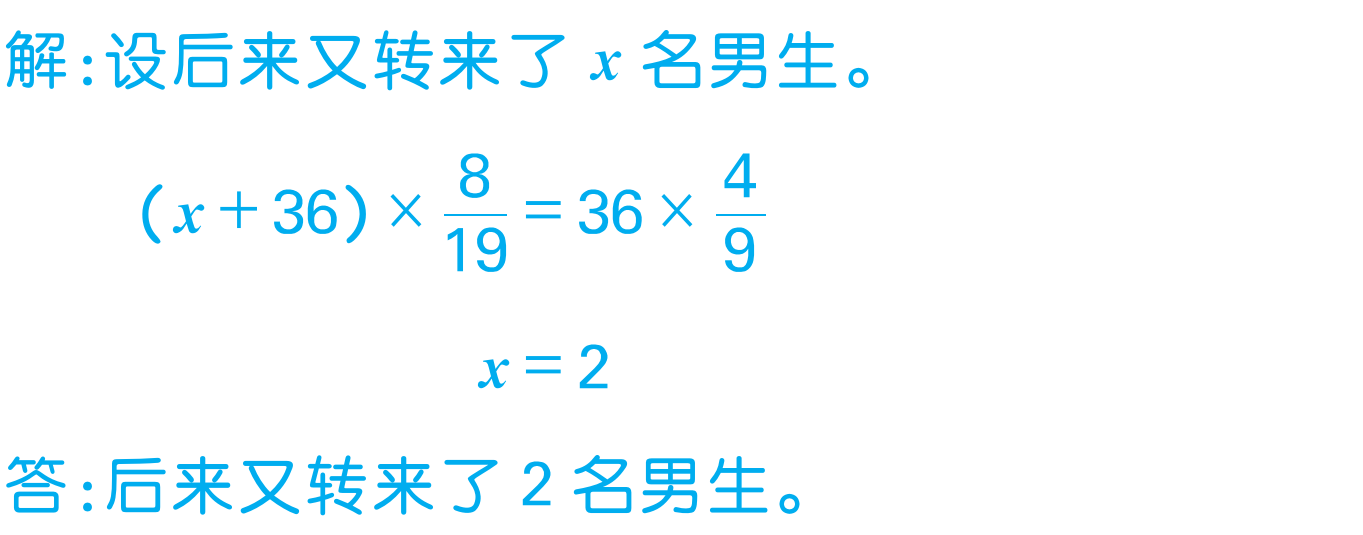 解:设后来又转来了 x 名男生。
(x+36)×8/19=36×4/9
x=2
答:后来又转来了 2 名男生。